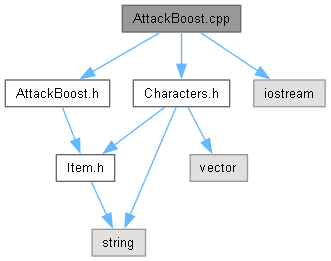 AttackBoost.cpp
AttackBoost.h
Characters.h
iostream
Item.h
vector
string